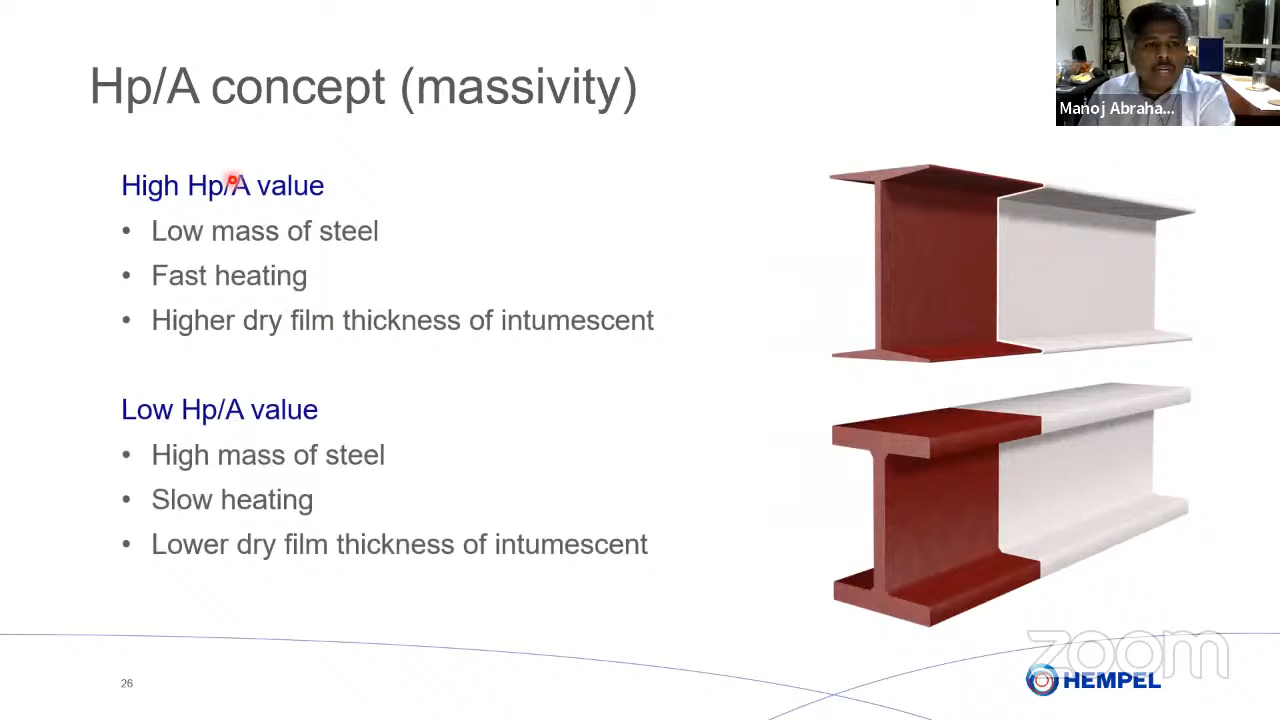 Hp/A concept (massivity)
Manoj Abraha...
High Hp/A value
• Low mass of steel
• Fast heating
• Higher dry film thickness of intumescent
Low Hp/A value
• High mass of steel
• Slow heating
• Lower dry film thickness of intumescent
zoom
26
HEMPEL